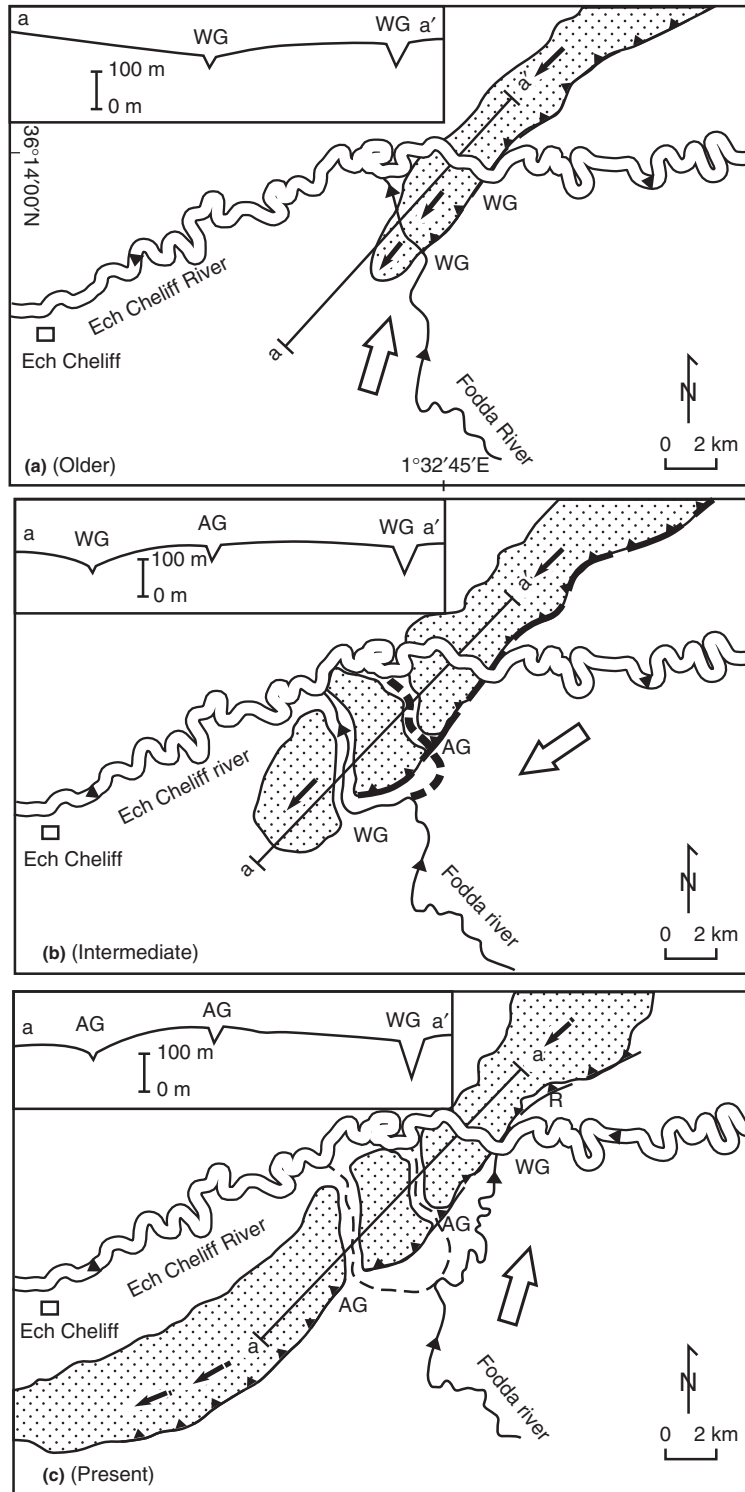 a
WG
WG
a′
100 m
0 m
36°14′00′N
a′
WG
WG
Ech Cheliff River
Ech Cheliff
a
Fodda River
N
0 2 km
(a) (Older)
1°32′45′E
a
WG
AG
WG
a′
100 m
0 m
a′
AG
Ech Cheliff river
Ech Cheliff
WG
a
Fodda river
N
0 2 km
(b) (Intermediate)
a
AG
AG
WG
a′
100 m
0 m
a
R
WG
AG
Ech Cheliff River
Ech Cheliff
AG
a
Fodda river
N
0 2 km
(c) (Present)